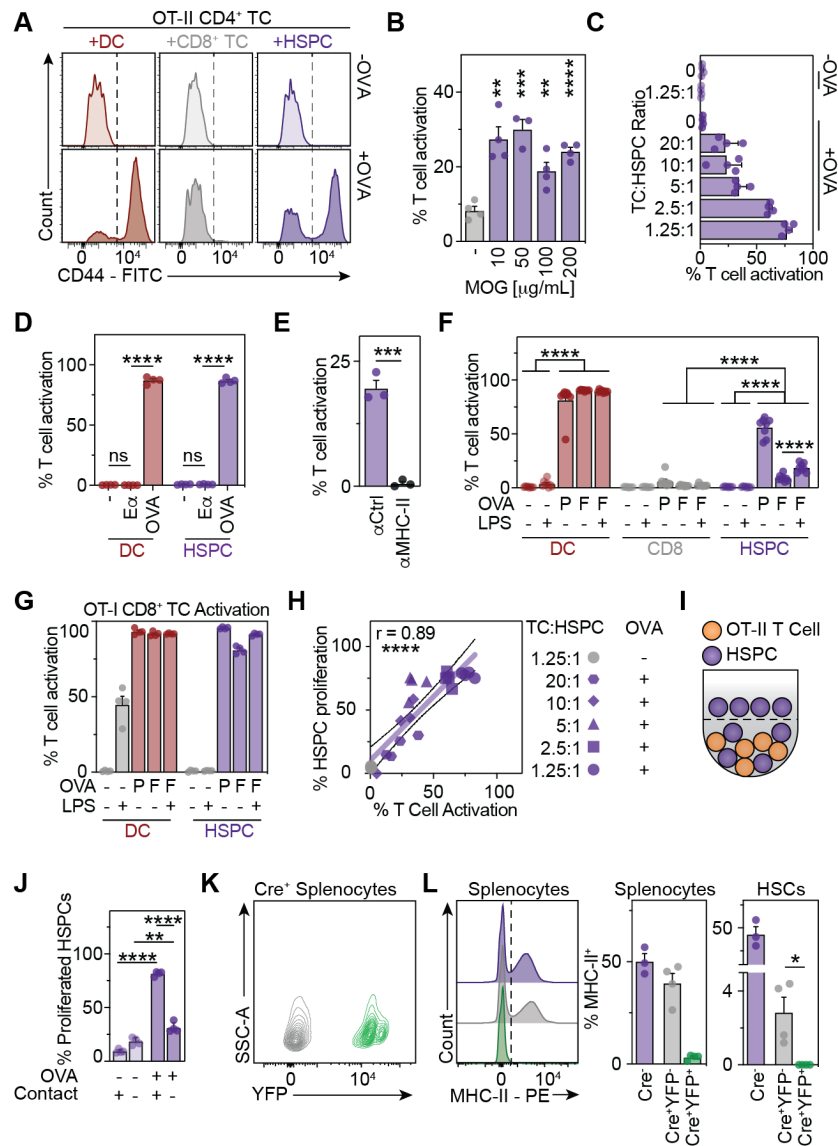 A
OT-II CD4⁺ TC
+DC +CD8⁺ TC +HSPC
-OVA
+OVA
Count
0 10⁴ 0 10⁴ 0 10⁴
CD44 - FITC
B
% T cell activation
40
20
0
** *** ** ****
- 10 50 100 200
MOG [µg/mL]
C
TC:HSPC Ratio
0
1.25:1
0
20:1
10:1
5:1
2.5:1
1.25:1
-OVA
+OVA
0 50 100
% T cell activation
D
% T cell activation
100
50
0
**** ****
ns ns
- Eα OVA - Eα OVA
DC HSPC
E
% T cell activation
25
0
***
αCtrl
αMHC-II
F
% T cell activation
100
50
0
**** ****
****
****
OVA - - P F F - - P F F - - P F F
LPS - + - - + - + - - + - + - - +
DC CD8 HSPC
G
OT-I CD8⁺ TC Activation
% T cell activation
100
50
0
OVA - - P F F - - P F F
LPS - + - - + - + - - +
DC HSPC
H
% HSPC proliferation
100
75
50
25
0
r = 0.89
****
0 25 50 75 100
% T Cell Activation
TC:HSPC OVA
1.25:1 -
20:1 +
10:1 +
5:1 +
2.5:1 +
1.25:1 +
I
OT-II T Cell
HSPC
J
% Proliferated HSPCs
100
50
0
****
**
****
OVA - - + +
Contact + - + -
K
Cre⁺ Splenocytes
SSC-A
0 10⁴
YFP
L
Splenocytes
Count
0 10⁴
MHC-II - PE
Splenocytes
% MHC-II⁺
50
0
Cre⁻
Cre⁺YFP⁻
Cre⁺YFP⁺
HSCs
50
4
0
*
Cre⁻
Cre⁺YFP⁻
Cre⁺YFP⁺